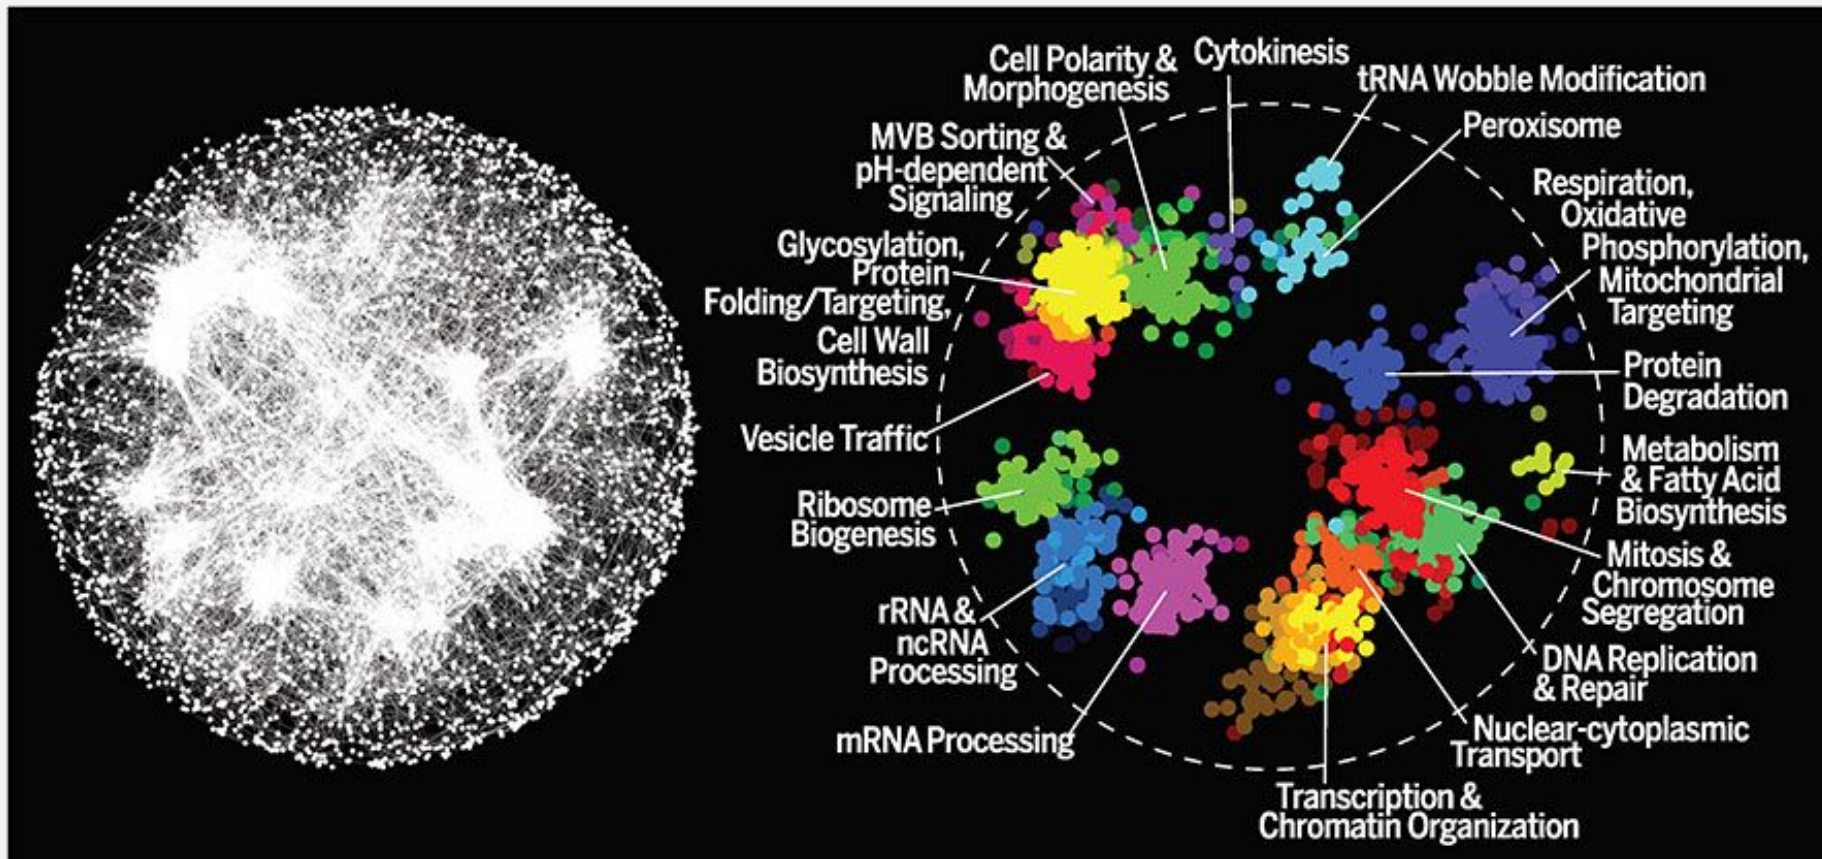 Cell Polarity &
Morphogenesis
Cytokinesis
tRNA Wobble Modification
Peroxisome
MVB Sorting &
pH-dependent
Signaling
Respiration,
Oxidative
Phosphorylation,
Mitochondrial
Targeting
Glycosylation,
Protein
Folding/Targeting,
Cell Wall
Biosynthesis
Protein
Degradation
Vesicle Traffic
Metabolism
& Fatty Acid
Biosynthesis
Ribosome
Biogenesis
Mitosis &
Chromosome
Segregation
rRNA &
ncRNA
Processing
DNA Replication
& Repair
mRNA Processing
Nuclear-cytoplasmic
Transport
Transcription &
Chromatin Organization